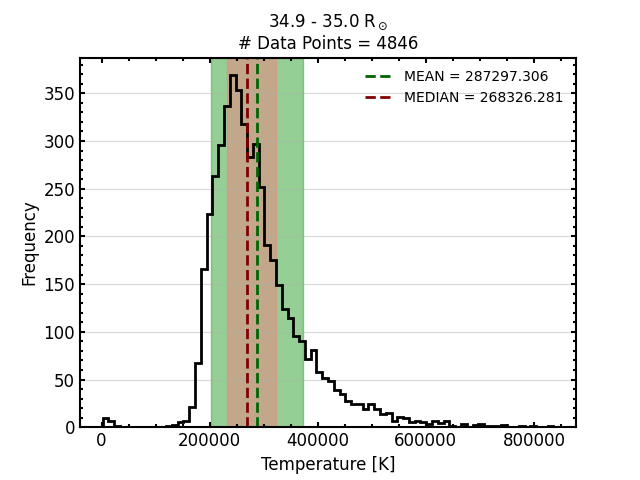 34.9 - 35.0 R⊙
# Data Points = 4846
MEAN = 287297.306
MEDIAN = 268326.281
350
300
250
200
150
100
50
0
Frequency
0 200000 400000 600000 800000
Temperature [K]